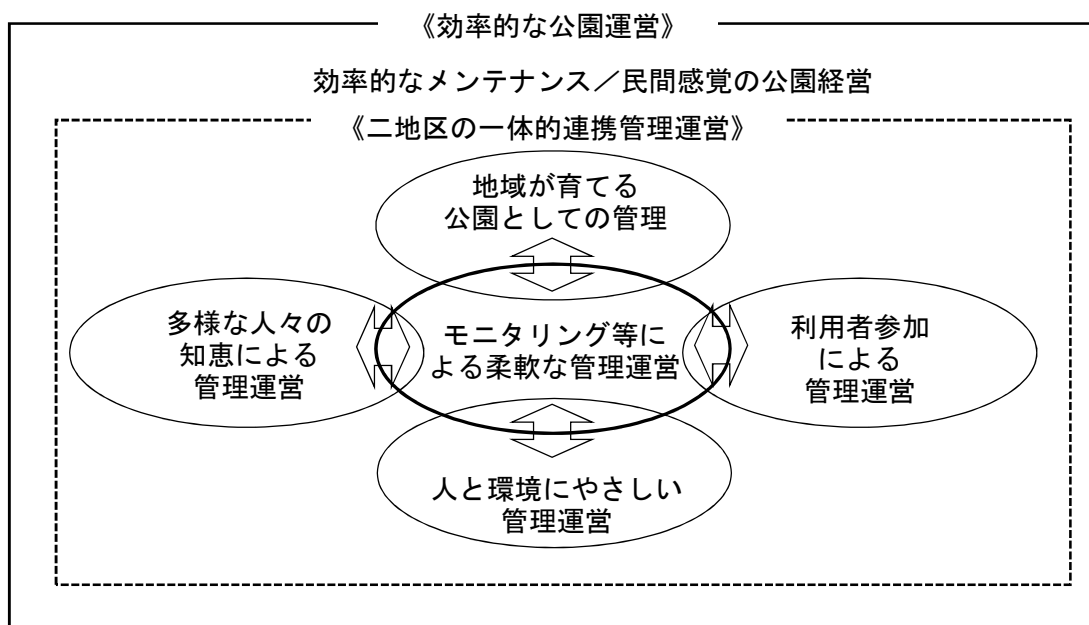 《効率的な公園運営》
効率的なメンテナンス／民間感覚の公園経営
《二地区の一体的連携管理運営》
地域が育てる
公園としての管理
多様な人々の
知恵による
管理運営
モニタリング等に
よる柔軟な管理運営
利用者参加
による
管理運営
人と環境にやさしい
管理運営